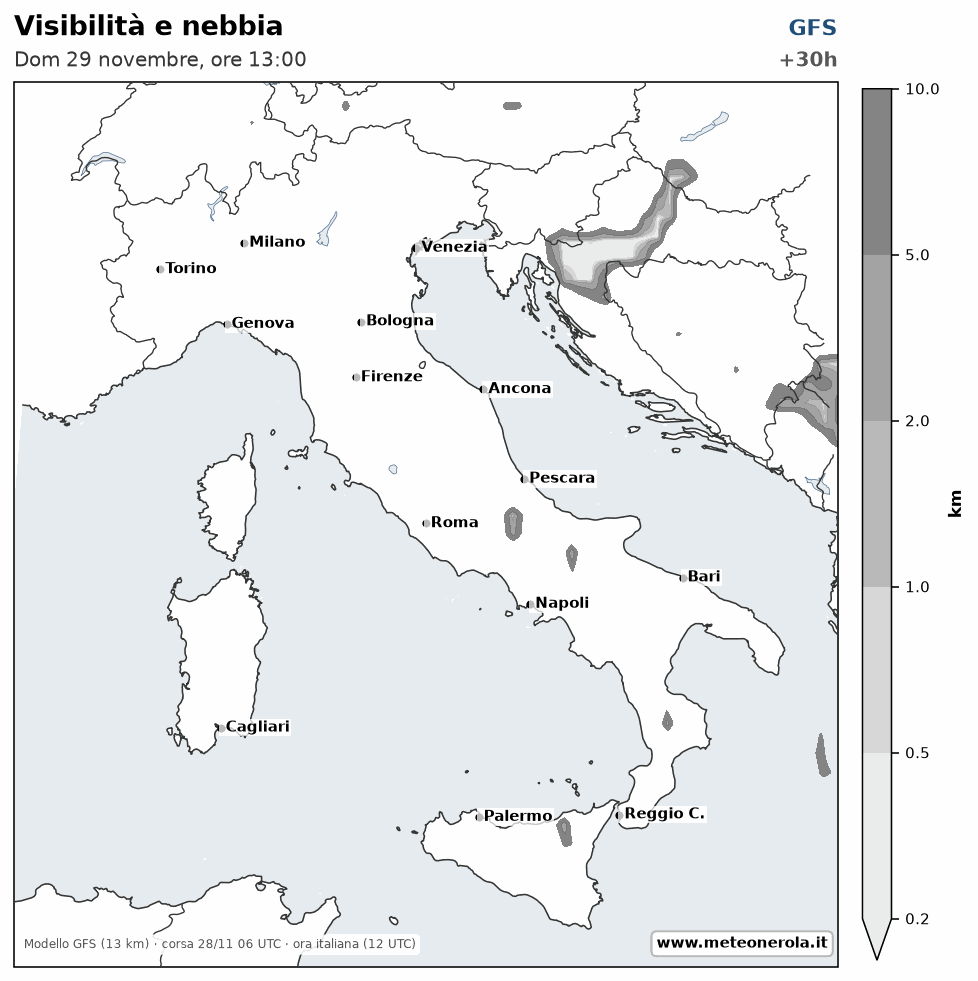 Visibilità e nebbia
GFS
Dom 29 novembre, ore 13:00
+30h
10.0
5.0
2.0
1.0
0.5
0.2
km
Milano
Venezia
Torino
Genova
Bologna
Firenze
Ancona
Pescara
Roma
Bari
Napoli
Cagliari
Palermo
Reggio C.
Modello GFS (13 km) · corsa 28/11 06 UTC · ora italiana (12 UTC)
www.meteonerola.it